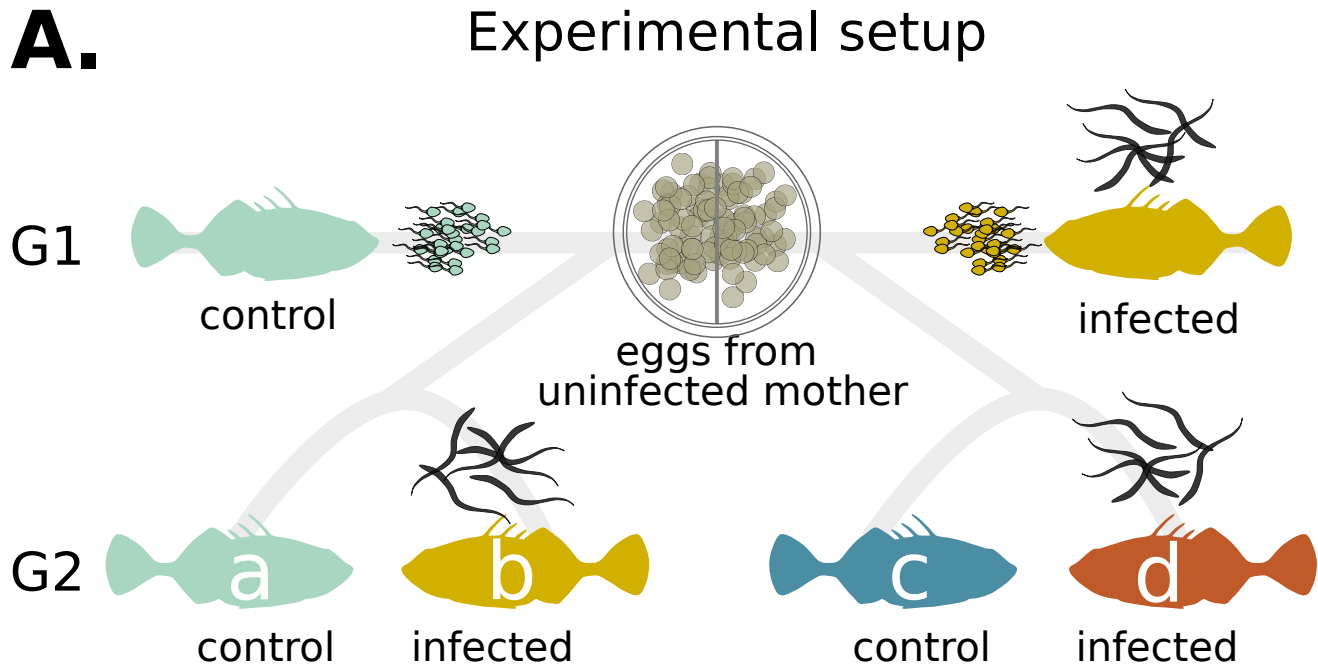 A.
Experimental setup
G1
control
infected
eggs from
uninfected mother
G2
a
b
c
d
control
infected
control
infected